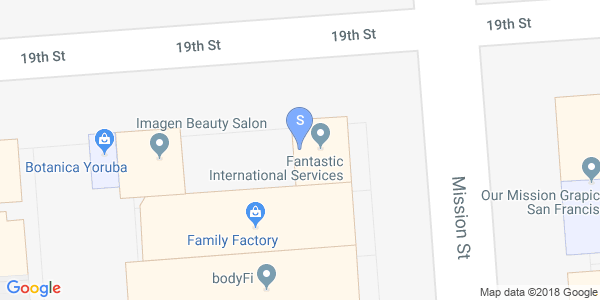 19th St
19th St
19th St
19th St
Imagen Beauty Salon
S
Botanica Yoruba
Fantastic
International Services
Our Mission Grapic
San Francis
Mission St
Family Factory
bodyFi
Google
Map data ©2018 Google